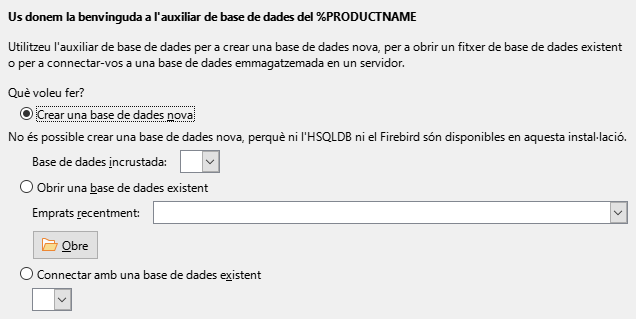 Us donem la benvinguda a l'auxiliar de base de dades del %PRODUCTNAME
Utilitzeu l'auxiliar de base de dades per a crear una base de dades nova, per a obrir un fitxer de base de dades existent
o per a connectar-vos a una base de dades emmagatzemada en un servidor.
Què voleu fer?
Crear una base de dades nova
No és possible crear una base de dades nova, perquè ni l'HSQLDB ni el Firebird són disponibles en aquesta instal·lació.
Base de dades incrustada:
Obrir una base de dades existent
Emprats recentment:
Obre
Connectar amb una base de dades existent